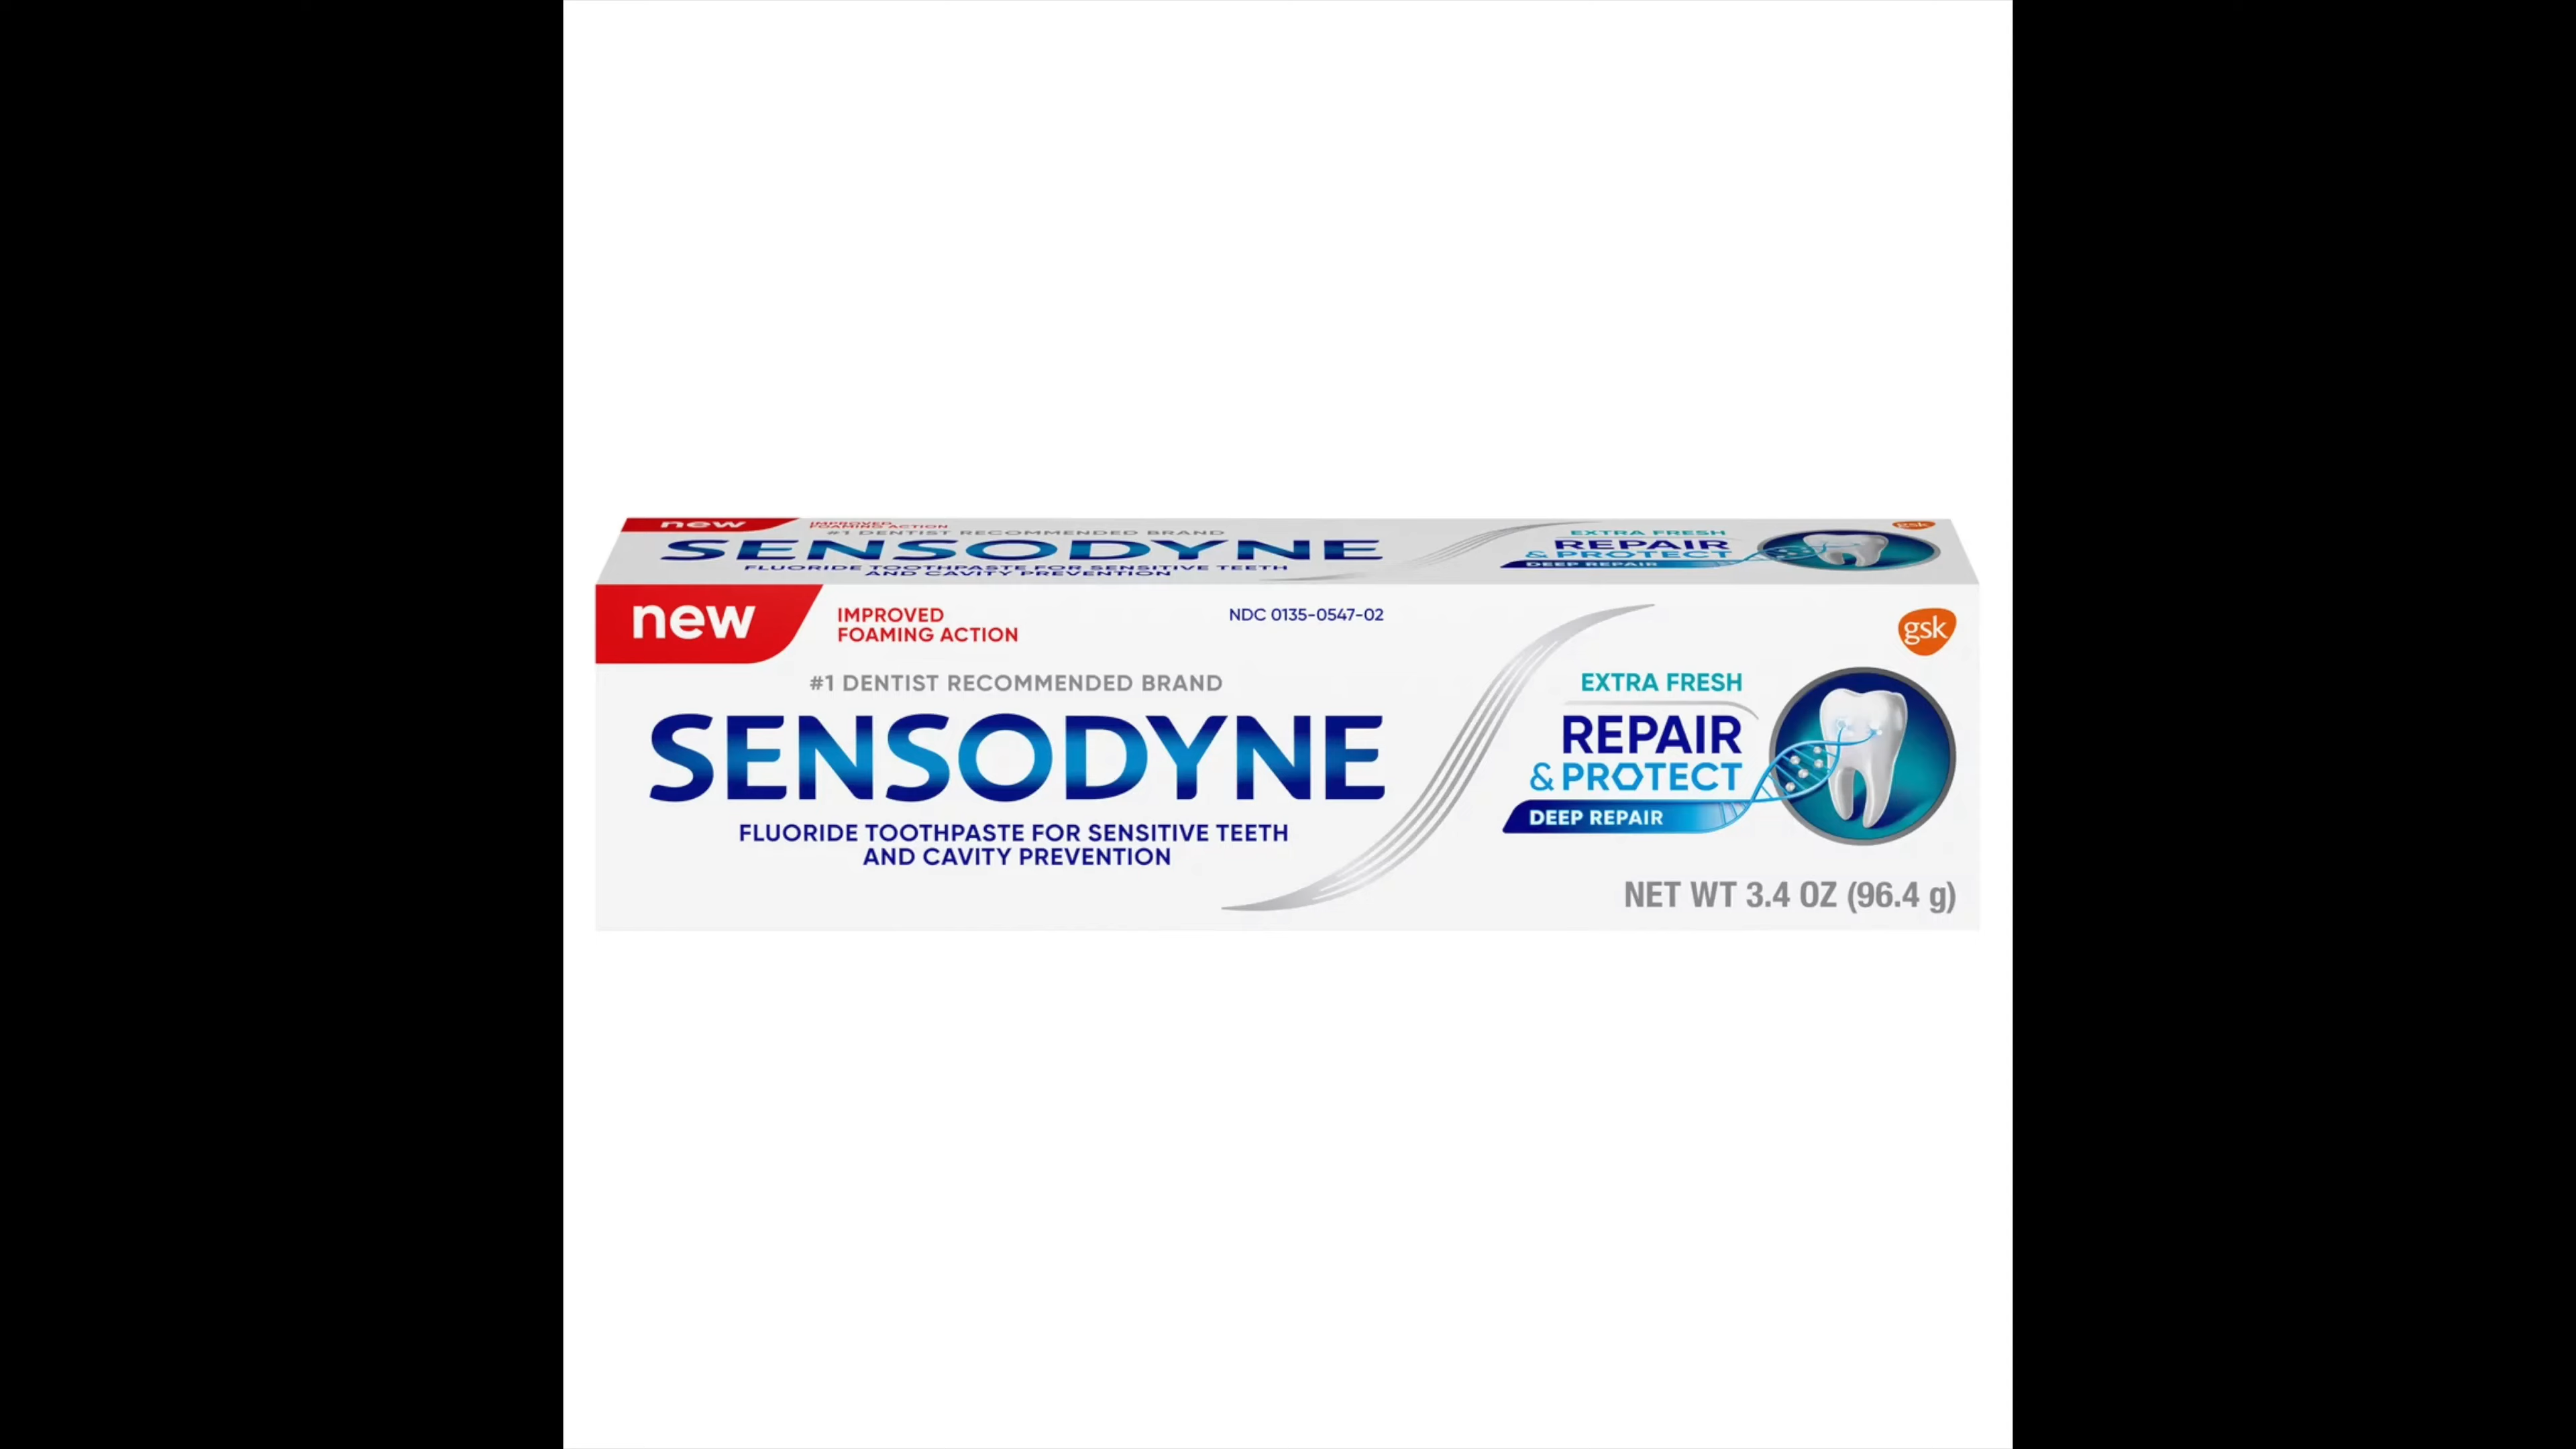 new
IMPROVED
FOAMING ACTION
#1 DENTIST RECOMMENDED BRAND
SENSODYNE
FLUORIDE TOOTHPASTE FOR SENSITIVE TEETH
AND CAVITY PREVENTION
EXTRA FRESH
REPAIR
& PROTECT
DEEP REPAIR
gsk
new
IMPROVED
FOAMING ACTION
NDC 0135-0547-02
gsk
#1 DENTIST RECOMMENDED BRAND
SENSODYNE
FLUORIDE TOOTHPASTE FOR SENSITIVE TEETH
AND CAVITY PREVENTION
EXTRA FRESH
REPAIR
& PROTECT
DEEP REPAIR
NET WT 3.4 OZ (96.4 g)